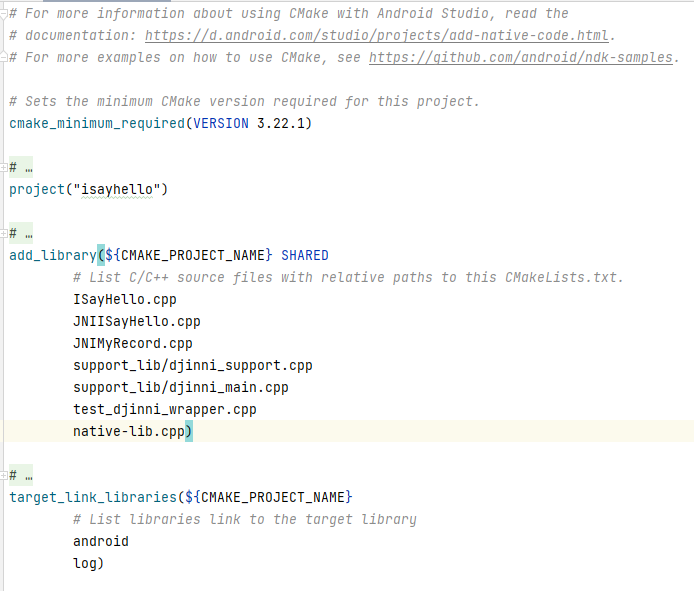 # For more information about using CMake with Android Studio, read the
# documentation: https://d.android.com/studio/projects/add-native-code.html.
# For more examples on how to use CMake, see https://github.com/android/ndk-samples.
# Sets the minimum CMake version required for this project.
cmake_minimum_required(VERSION 3.22.1)
# …
project("isayhello")
# …
add_library(${CMAKE_PROJECT_NAME} SHARED
# List C/C++ source files with relative paths to this CMakeLists.txt.
ISayHello.cpp
JNIISayHello.cpp
JNIMyRecord.cpp
support_lib/djinni_support.cpp
support_lib/djinni_main.cpp
test_djinni_wrapper.cpp
native-lib.cpp)
# …
target_link_libraries(${CMAKE_PROJECT_NAME}
# List libraries link to the target library
android
log)